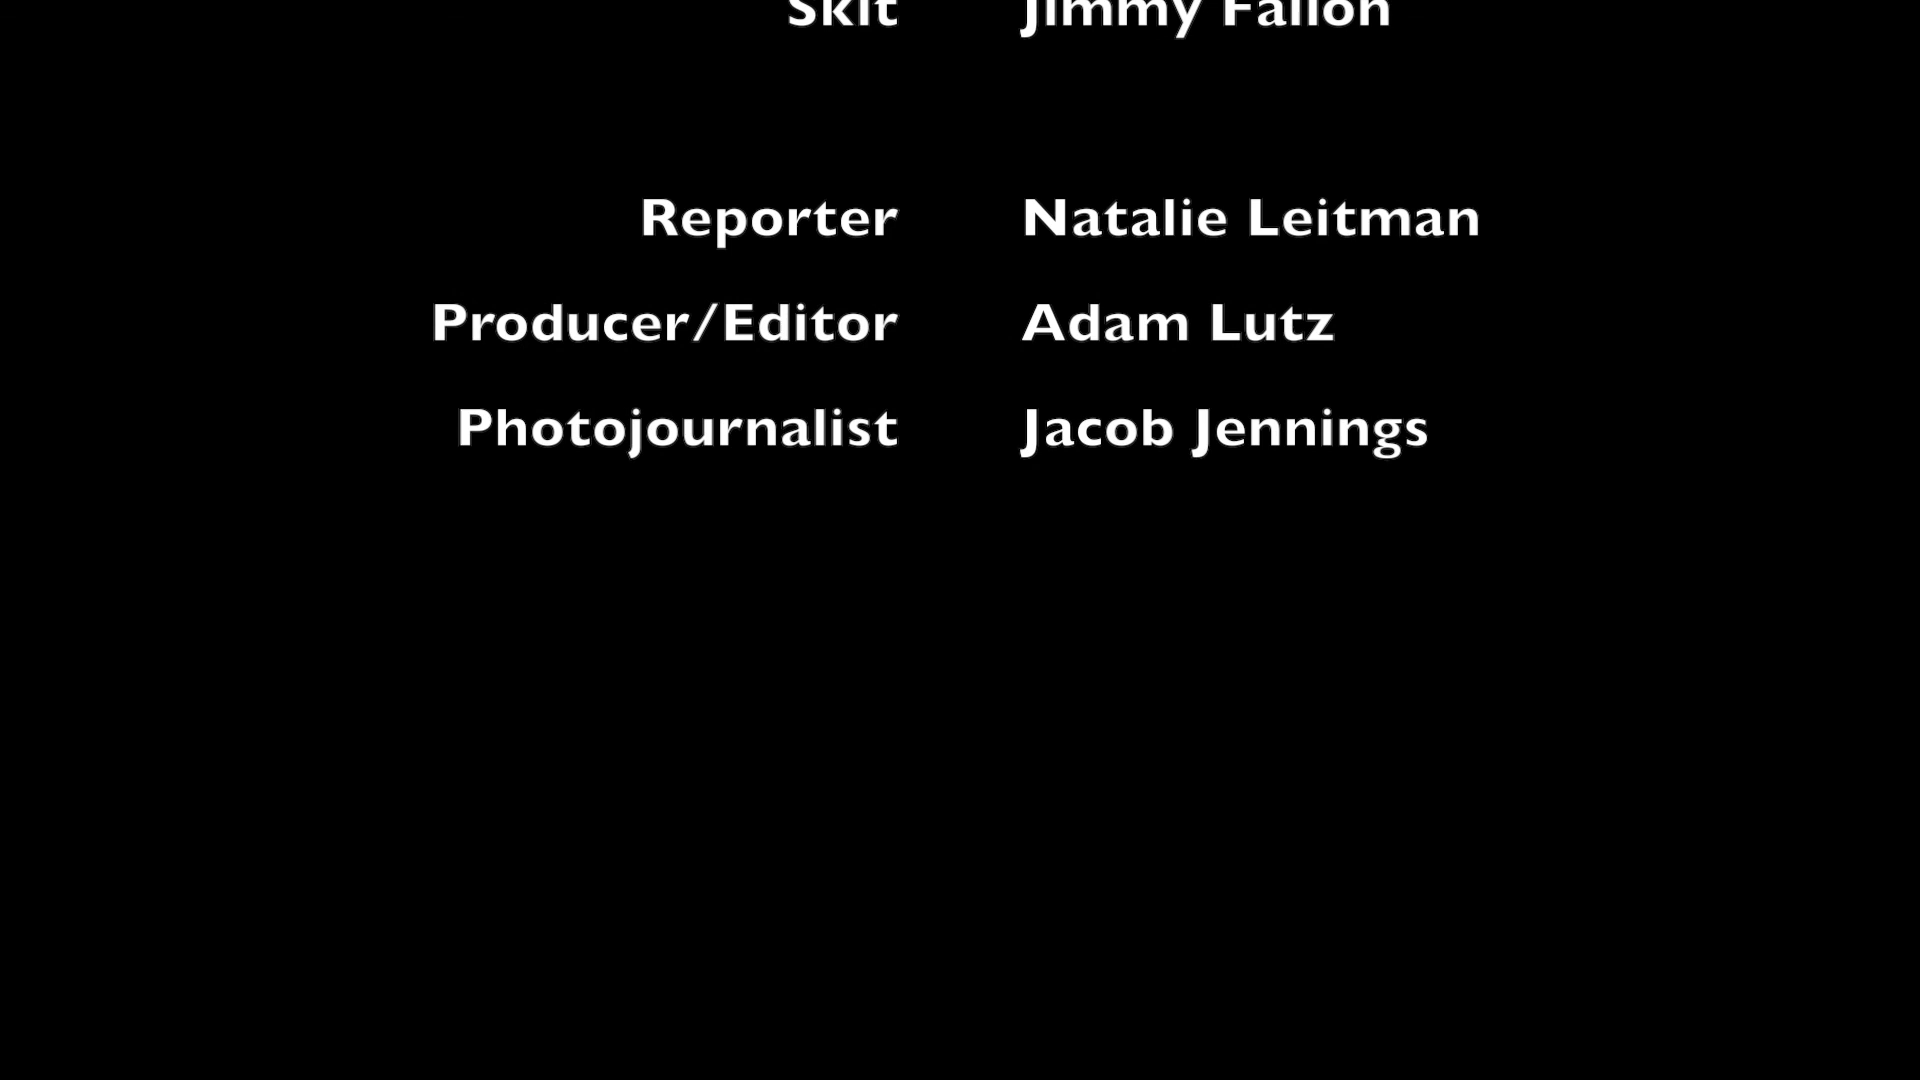 Skit Jimmy Fallon
Reporter Natalie Leitman
Producer/Editor Adam Lutz
Photojournalist Jacob Jennings